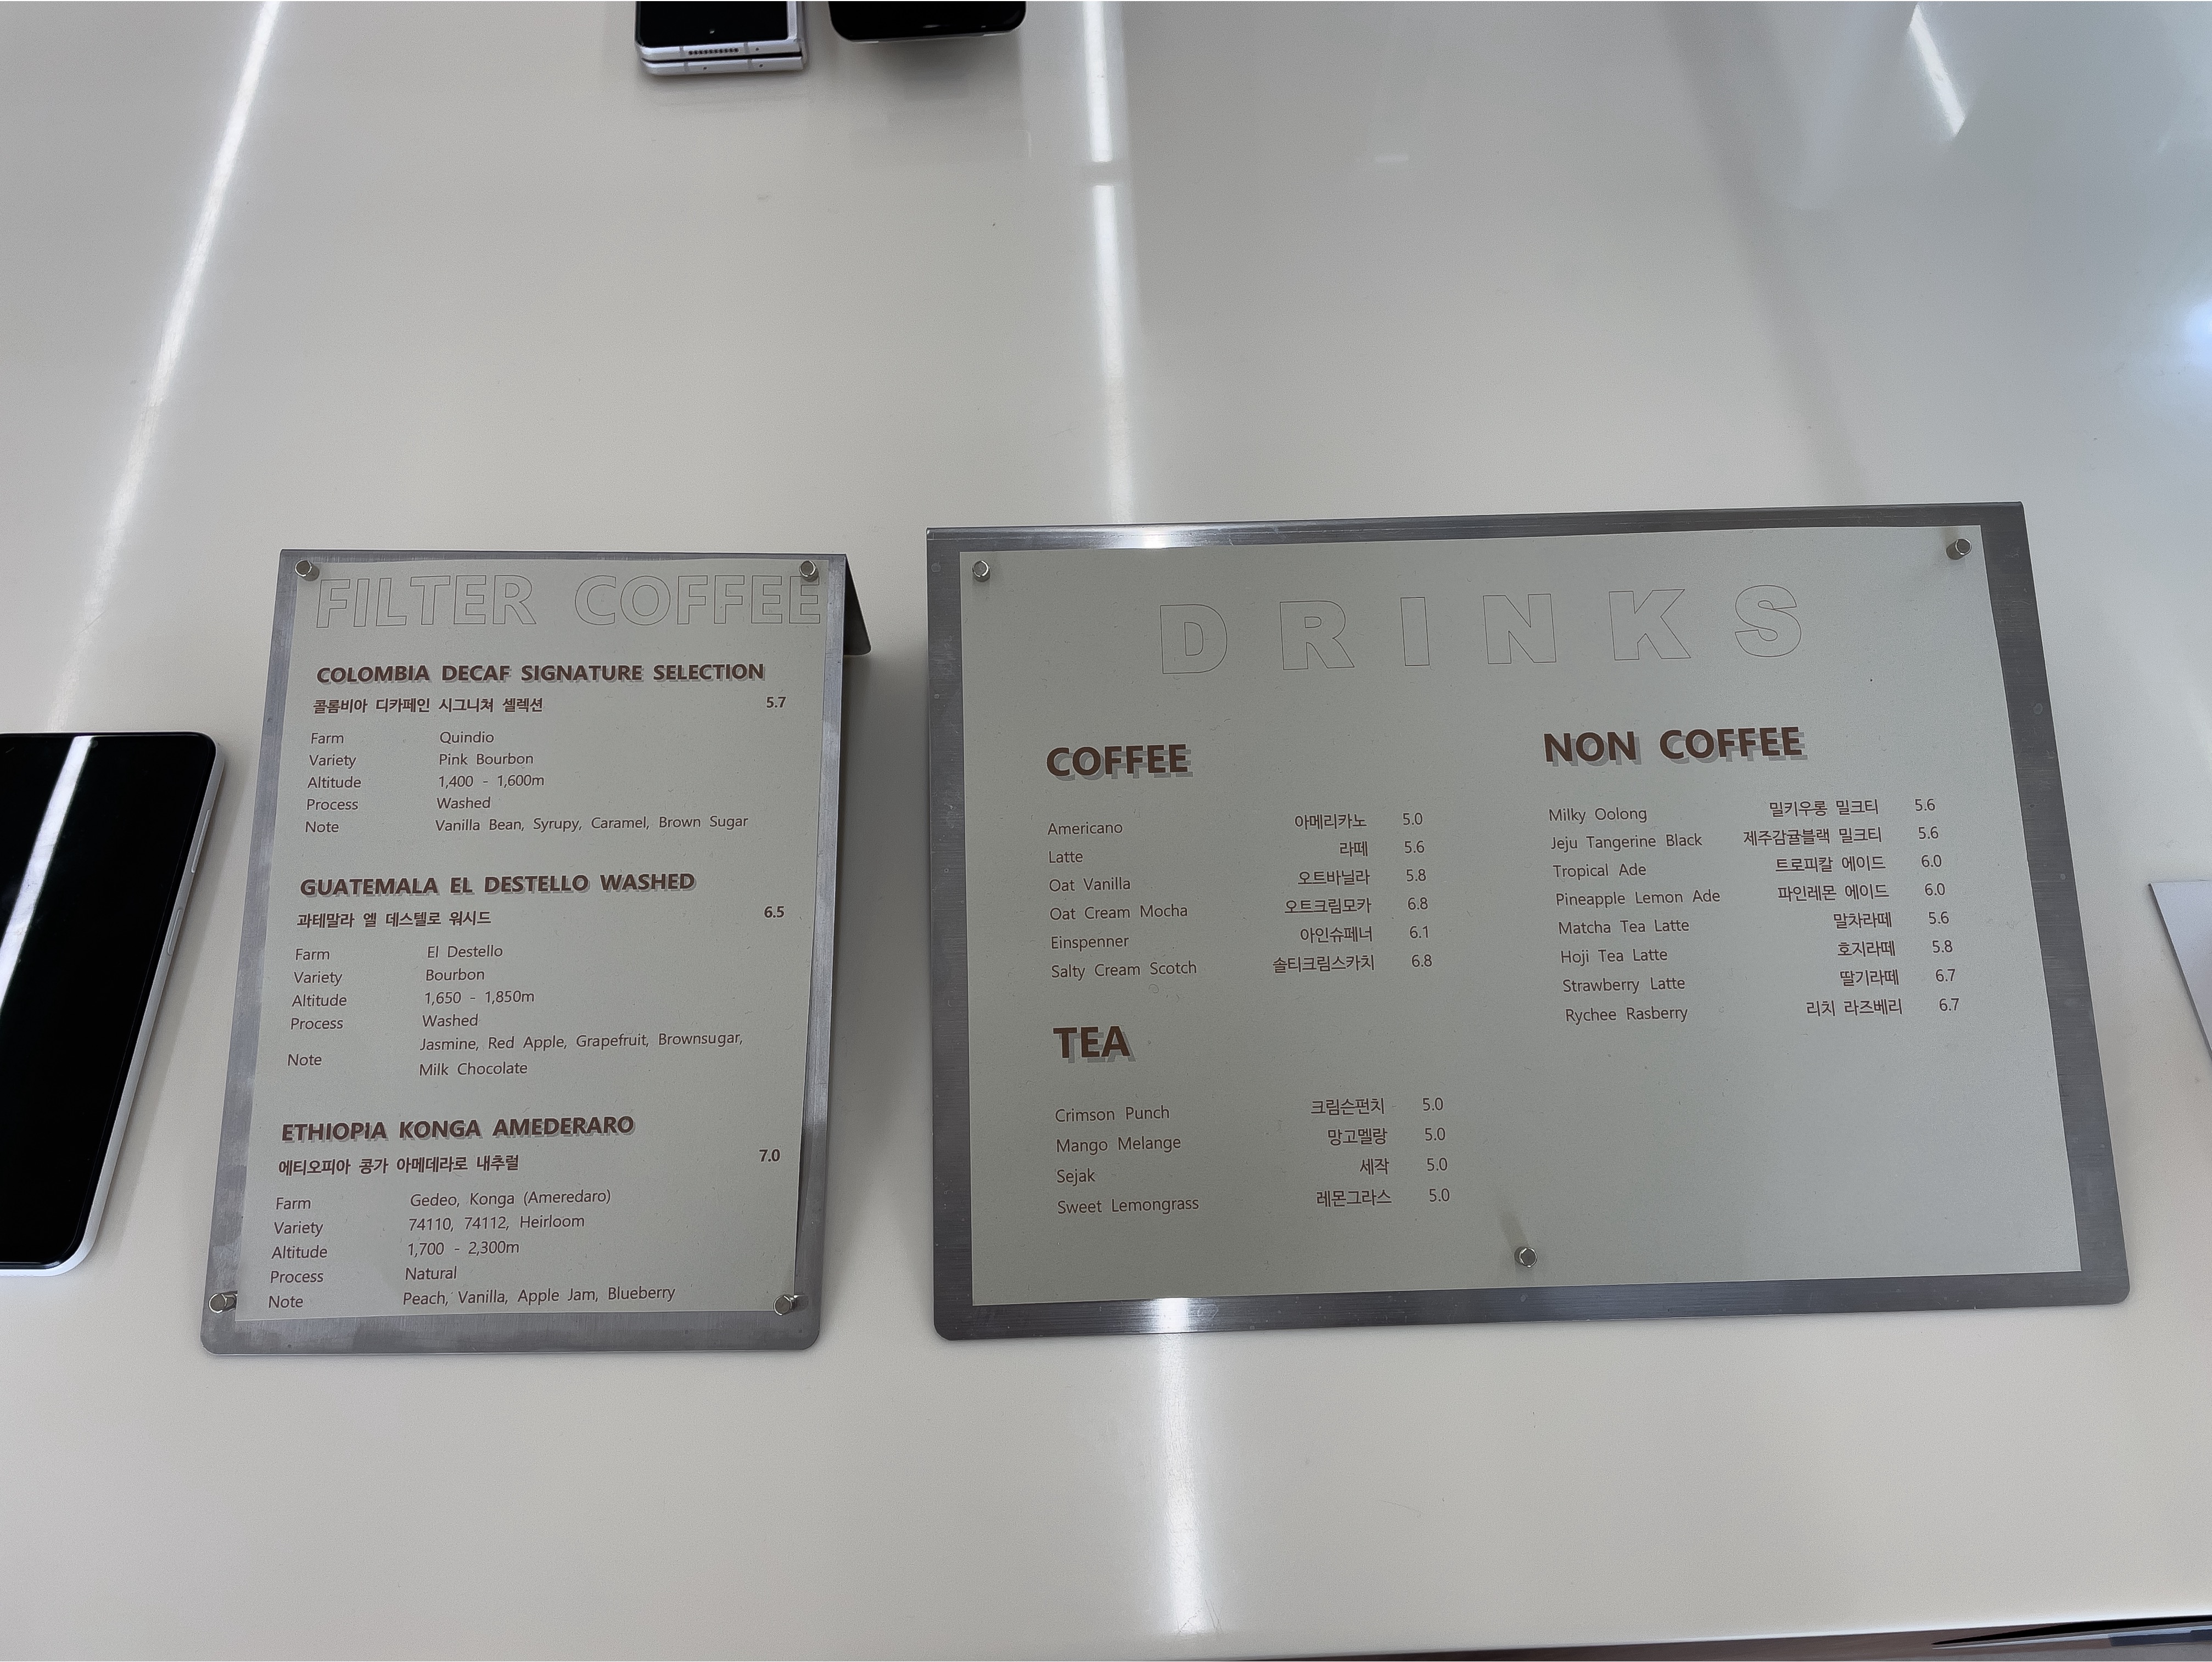 FILTER COFFEE
COLOMBIA DECAF SIGNATURE SELECTION
콜롬비아 디카페인 시그니쳐 셀렉션 5.7
Farm Quindio
Variety Pink Bourbon
Altitude 1,400 - 1,600m
Process Washed
Note Vanilla Bean, Syrupy, Caramel, Brown Sugar
GUATEMALA EL DESTELLO WASHED
과테말라 엘 데스텔로 워시드 6.5
Farm El Destello
Variety Bourbon
Altitude 1,650 - 1,850m
Process Washed
Note Jasmine, Red Apple, Grapefruit, Brownsugar,
Milk Chocolate
ETHIOPIA KONGA AMEDERARO
에티오피아 콩가 아메데라로 내추럴 7.0
Farm Gedeo, Konga (Ameredaro)
Variety 74110, 74112, Heirloom
Altitude 1,700 - 2,300m
Process Natural
Note Peach, Vanilla, Apple Jam, Blueberry
DRINKS
COFFEE
Americano 아메리카노 5.0
Latte 라떼 5.6
Oat Vanilla 오트바닐라 5.8
Oat Cream Mocha 오트크림모카 6.8
Einspenner 아인슈페너 6.1
Salty Cream Scotch 솔티크림스카치 6.8
TEA
Crimson Punch 크림슨펀치 5.0
Mango Melange 망고멜랑 5.0
Sejak 세작 5.0
Sweet Lemongrass 레몬그라스 5.0
NON COFFEE
Milky Oolong 밀키우롱 밀크티 5.6
Jeju Tangerine Black 제주감귤블랙 밀크티 5.6
Tropical Ade 트로피칼 에이드 6.0
Pineapple Lemon Ade 파인레몬 에이드 6.0
Matcha Tea Latte 말차라떼 5.6
Hoji Tea Latte 호지라떼 5.8
Strawberry Latte 딸기라떼 6.7
Rychee Rasberry 리치 라즈베리 6.7